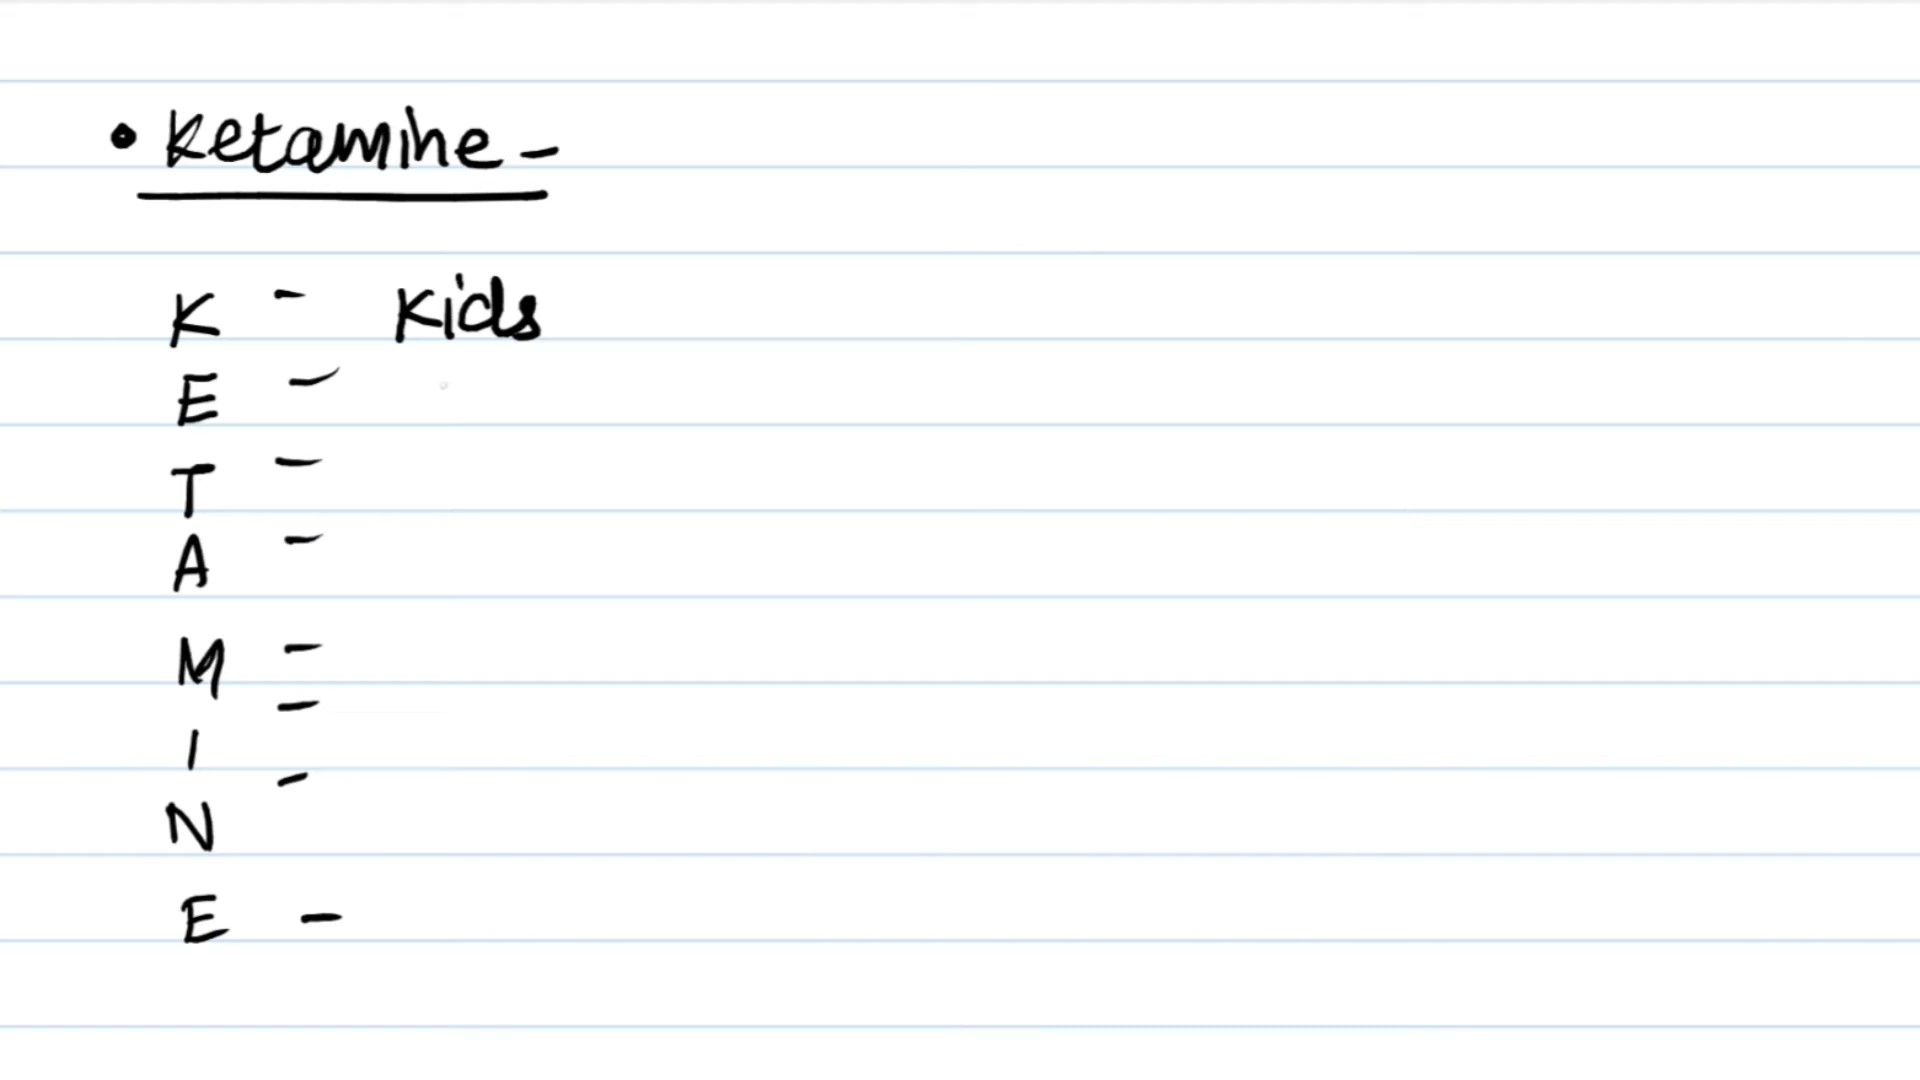 • Ketamine -
K - Kids
E -
T -
A -
M -
I -
N -
E -